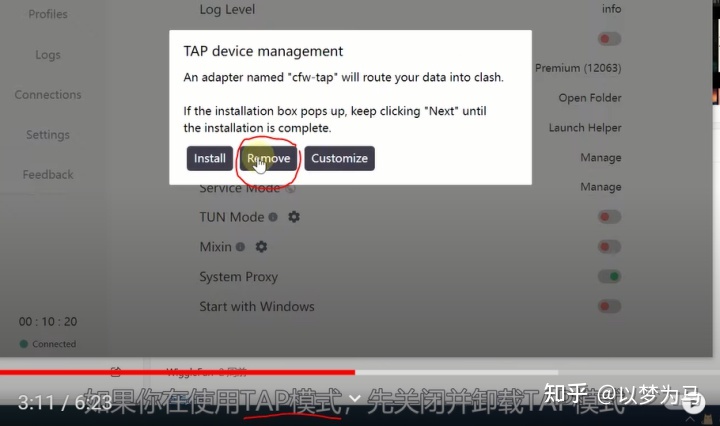 Profiles
Log Level
info
Logs
TAP device management
An adapter named "cfw-tap" will route your data into clash.
If the installation box pops up, keep clicking "Next" until
the installation is complete.
Install
Remove
Customize
Premium (12063)
Connections
Open Folder
Settings
Launch Helper
Manage
Feedback
Service Mode
Manage
TUN Mode
Mixin
System Proxy
Start with Windows
00 : 10 : 20
Connected
知乎 @以梦为马
3:11 / 6:23
如果你在使用TAP模式，先关闭并卸载TAP模式